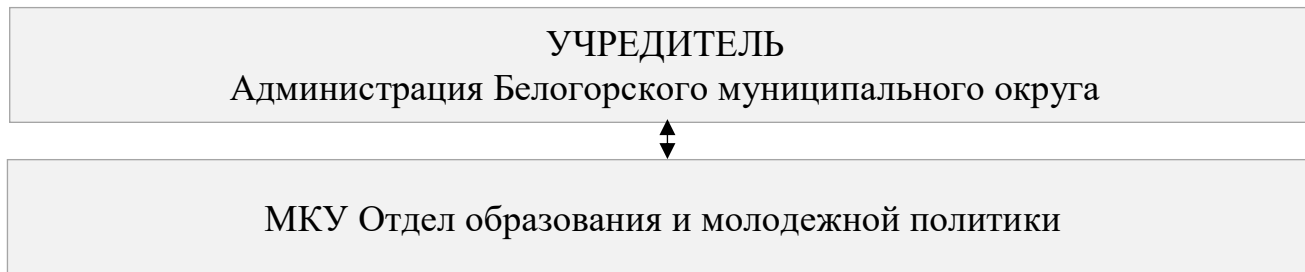 УЧРЕДИТЕЛЬ
Администрация Белогорского муниципального округа
МКУ Отдел образования и молодежной политики